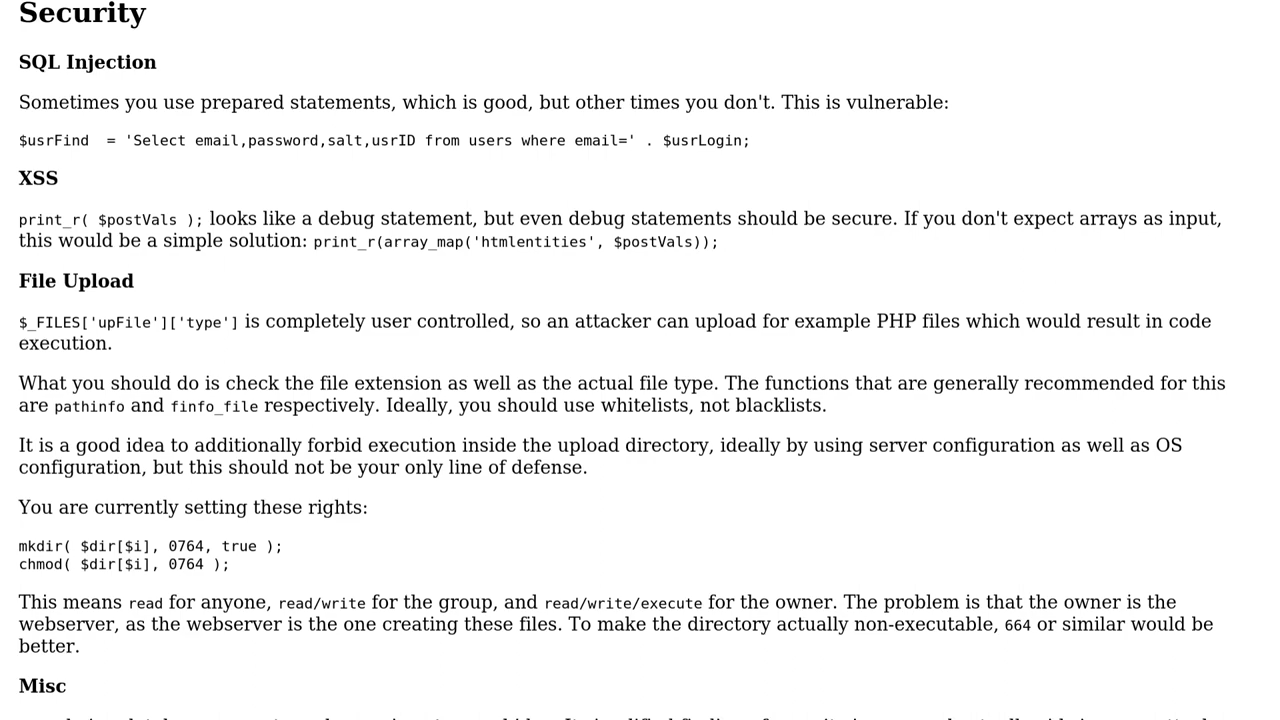 Security
SQL Injection
Sometimes you use prepared statements, which is good, but other times you don't. This is vulnerable:
$usrFind  = 'Select email,password,salt,usrID from users where email=' . $usrLogin;
XSS
print_r( $postVals ); looks like a debug statement, but even debug statements should be secure. If you don't expect arrays as input,
this would be a simple solution: print_r(array_map('htmlentities', $postVals));
File Upload
$_FILES['upFile']['type'] is completely user controlled, so an attacker can upload for example PHP files which would result in code
execution.
What you should do is check the file extension as well as the actual file type. The functions that are generally recommended for this
are pathinfo and finfo_file respectively. Ideally, you should use whitelists, not blacklists.
It is a good idea to additionally forbid execution inside the upload directory, ideally by using server configuration as well as OS
configuration, but this should not be your only line of defense.
You are currently setting these rights:
mkdir( $dir[$i], 0764, true );
chmod( $dir[$i], 0764 );
This means read for anyone, read/write for the group, and read/write/execute for the owner. The problem is that the owner is the
webserver, as the webserver is the one creating these files. To make the directory actually non-executable, 664 or similar would be
better.
Misc